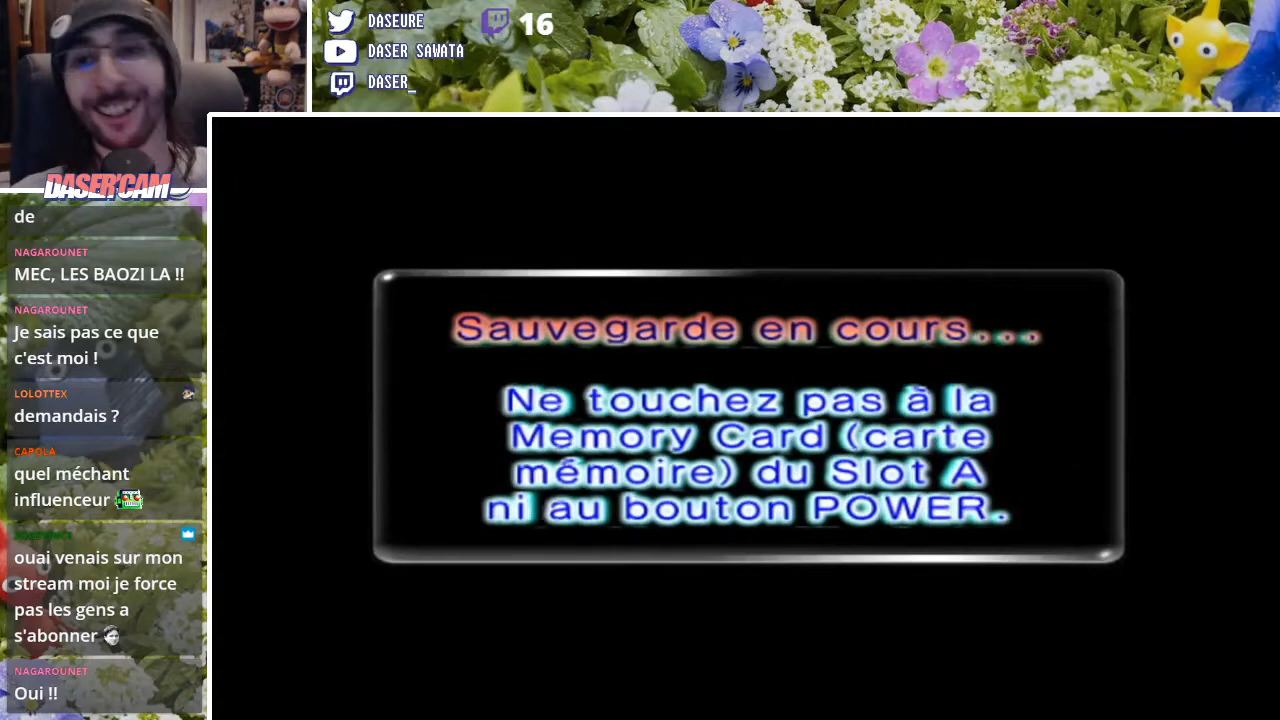 DASEURE
16
DASER SAWATA
DASER_
DASER'CAM
de
NAGAROUNET
MEC, LES BAOZI LA !!
NAGAROUNET
Je sais pas ce que
c'est moi !
LOLOTTEX
demandais ?
CAPOLA
quel méchant
influenceur
ouai venais sur mon
stream moi je force
pas les gens a
s'abonner
NAGAROUNET
Oui !!
Sauvegarde en cours...
Ne touchez pas à la
Memory Card (carte
mémoire) du Slot A
ni au bouton POWER.